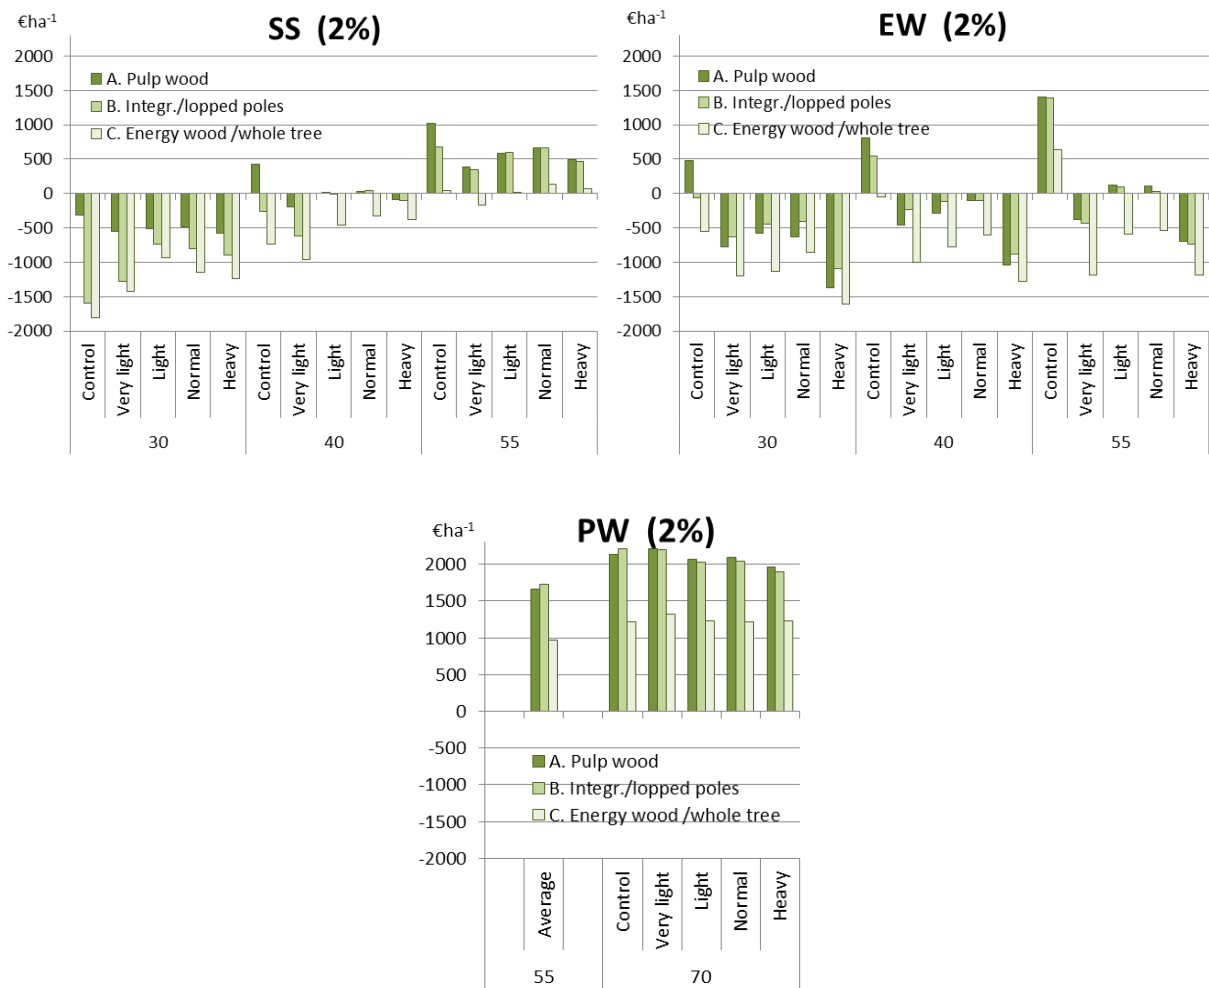 €ha-1
SS (2%)
2000
1500
1000
500
0
-500
-1000
-1500
-2000
A. Pulp wood
B. Integr./lopped poles
C. Energy wood /whole tree
Control
Very light
Light
Normal
Heavy
Control
Very light
Light
Normal
Heavy
Control
Very light
Light
Normal
Heavy
30 40 55
€ha-1
EW (2%)
2000
1500
1000
500
0
-500
-1000
-1500
-2000
A. Pulp wood
B. Integr./lopped poles
C. Energy wood /whole tree
Control
Very light
Light
Normal
Heavy
Control
Very light
Light
Normal
Heavy
Control
Very light
Light
Normal
Heavy
30 40 55
€ha-1
PW (2%)
2000
1500
1000
500
0
-500
-1000
-1500
-2000
A. Pulp wood
B. Integr./lopped poles
C. Energy wood /whole tree
Average
Control
Very light
Light
Normal
Heavy
55 70